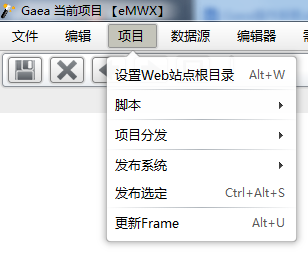 Gaea 当前项目 【eMWX】
文件 编辑 项目 数据源 编辑器
设置Web站点根目录 Alt+W
脚本
项目分发
发布系统
发布选定 Ctrl+Alt+S
更新Frame Alt+U